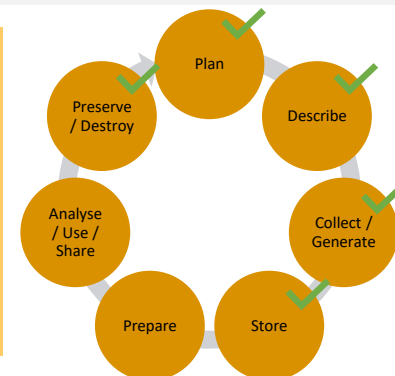 Plan
Describe
Collect /
Generate
Store
Prepare
Analyse
/ Use /
Share
Preserve
/ Destroy